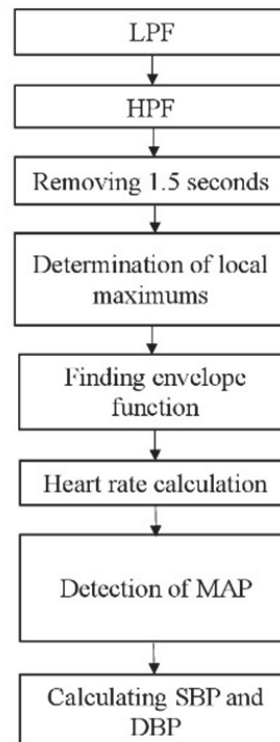 LPF
HPF
Removing 1.5 seconds
Determination of local
maximums
Finding envelope
function
Heart rate calculation
Detection of MAP
Calculating SBP and
DBP